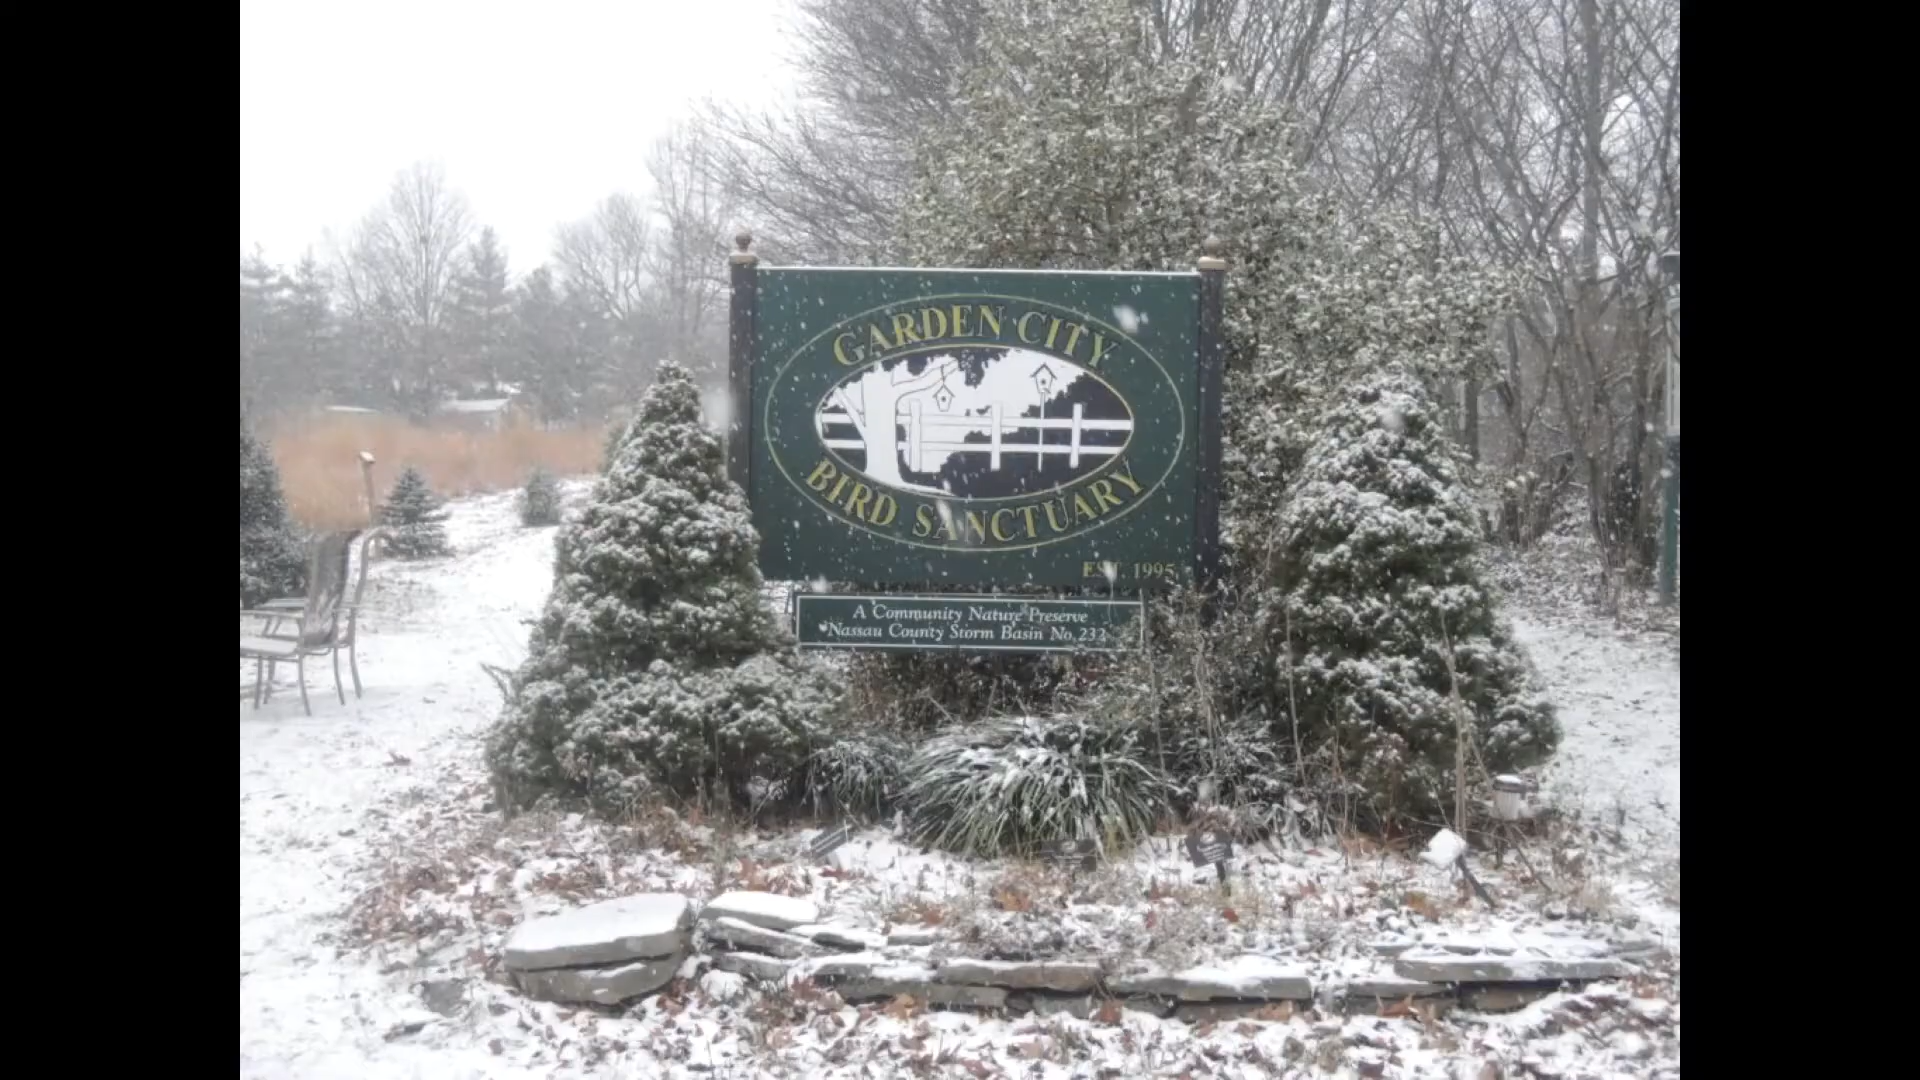 GARDEN CITY
BIRD SANCTUARY
EST. 1995
A Community Nature Preserve
Nassau County Storm Basin No. 232